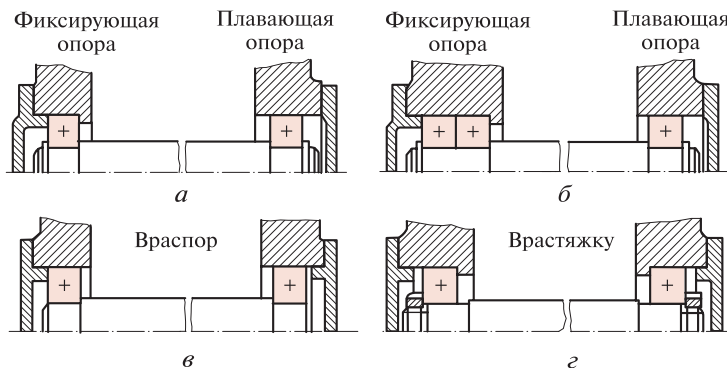 Фиксирующая Плавающая
опора опора
Фиксирующая Плавающая
опора опора
а
б
Враспор
Врастяжку
в
г